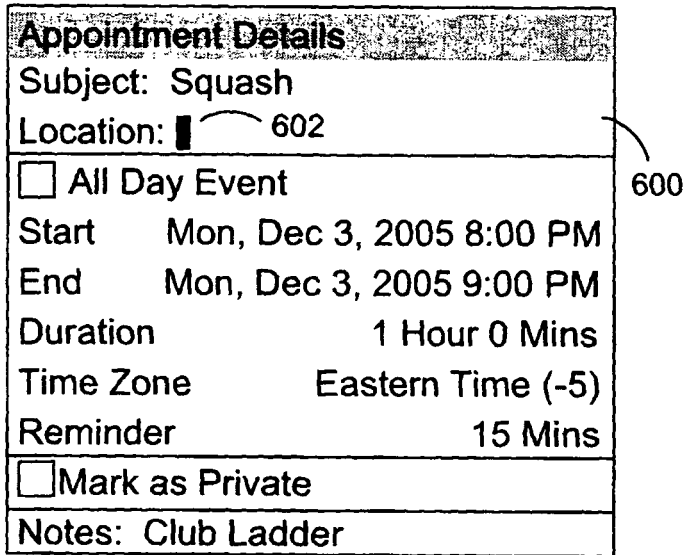 Appointment Details
Subject: Squash
Location: 602
600
All Day Event
Start Mon, Dec 3, 2005 8:00 PM
End Mon, Dec 3, 2005 9:00 PM
Duration 1 Hour 0 Mins
Time Zone Eastern Time (-5)
Reminder 15 Mins
Mark as Private
Notes: Club Ladder